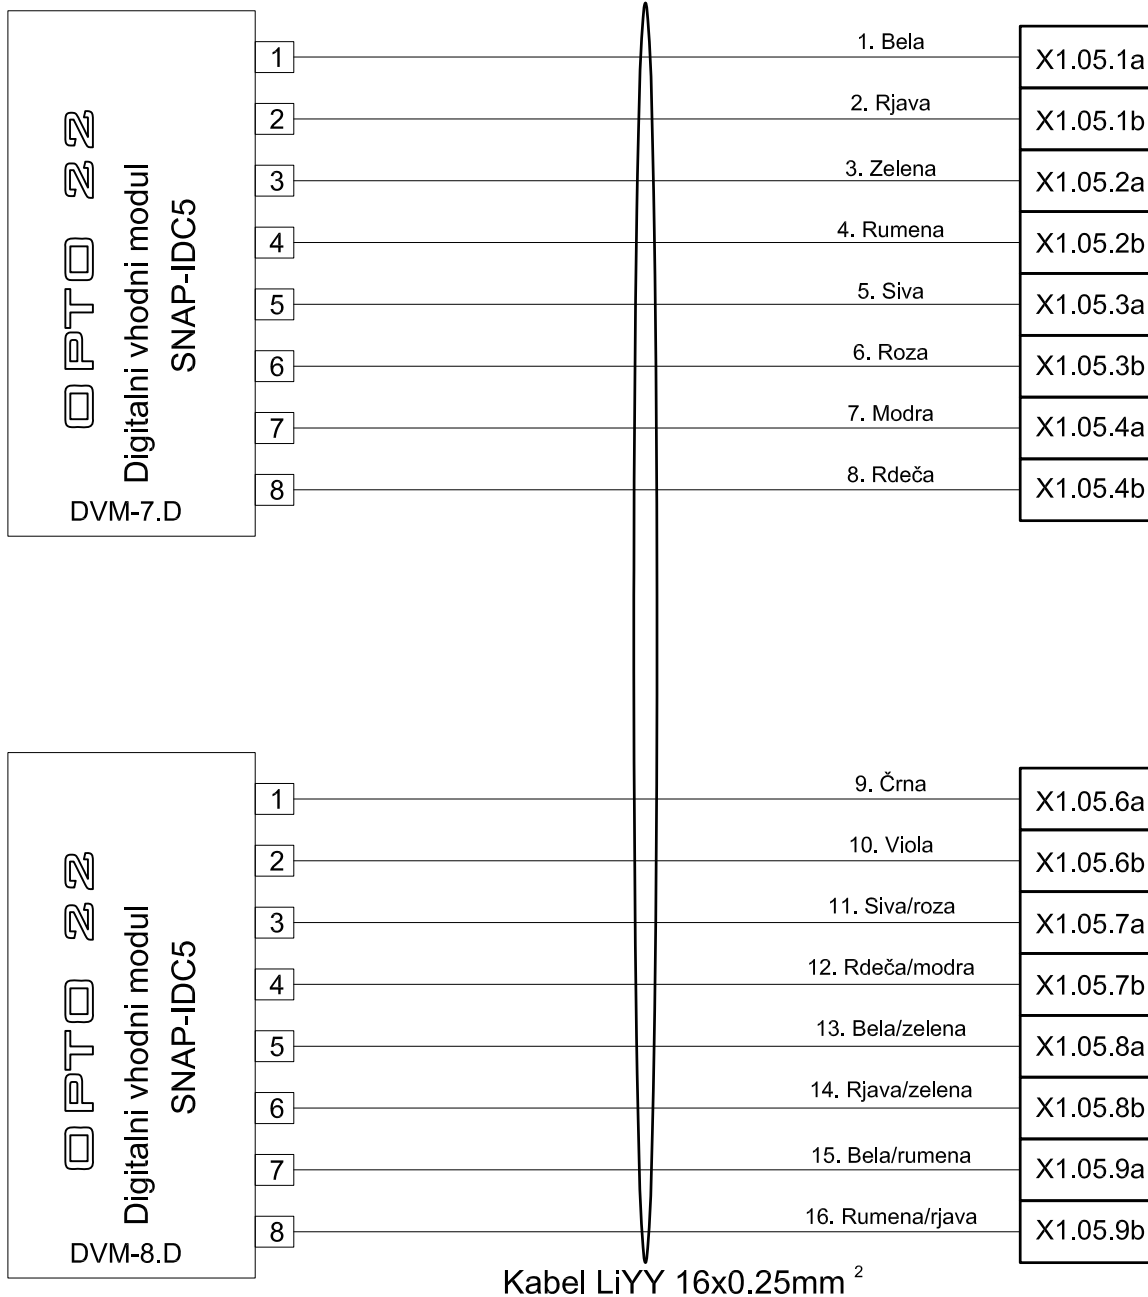 OPTO 22
Digitalni vhodni modul
SNAP-IDC5
DVM-7.D
1 1. Bela X1.05.1a
2 2. Rjava X1.05.1b
3 3. Zelena X1.05.2a
4 4. Rumena X1.05.2b
5 5. Siva X1.05.3a
6 6. Roza X1.05.3b
7 7. Modra X1.05.4a
8 8. Rdeča X1.05.4b
OPTO 22
Digitalni vhodni modul
SNAP-IDC5
DVM-8.D
1 9. Črna X1.05.6a
2 10. Viola X1.05.6b
3 11. Siva/roza X1.05.7a
4 12. Rdeča/modra X1.05.7b
5 13. Bela/zelena X1.05.8a
6 14. Rjava/zelena X1.05.8b
7 15. Bela/rumena X1.05.9a
8 16. Rumena/rjava X1.05.9b
Kabel LiYY 16x0.25mm ²